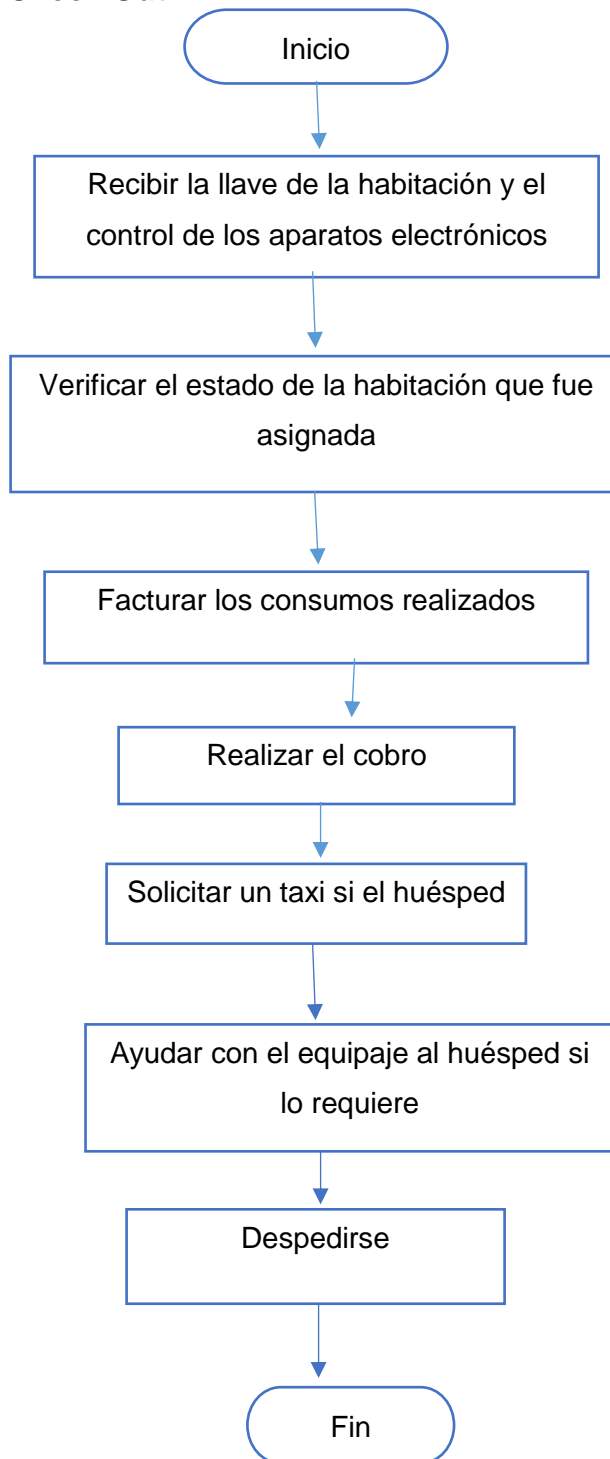 Inicio
Recibir la llave de la habitación y el
control de los aparatos electrónicos
Verificar el estado de la habitación que fue
asignada
Facturar los consumos realizados
Realizar el cobro
Solicitar un taxi si el huésped
Ayudar con el equipaje al huésped si
lo requiere
Despedirse
Fin